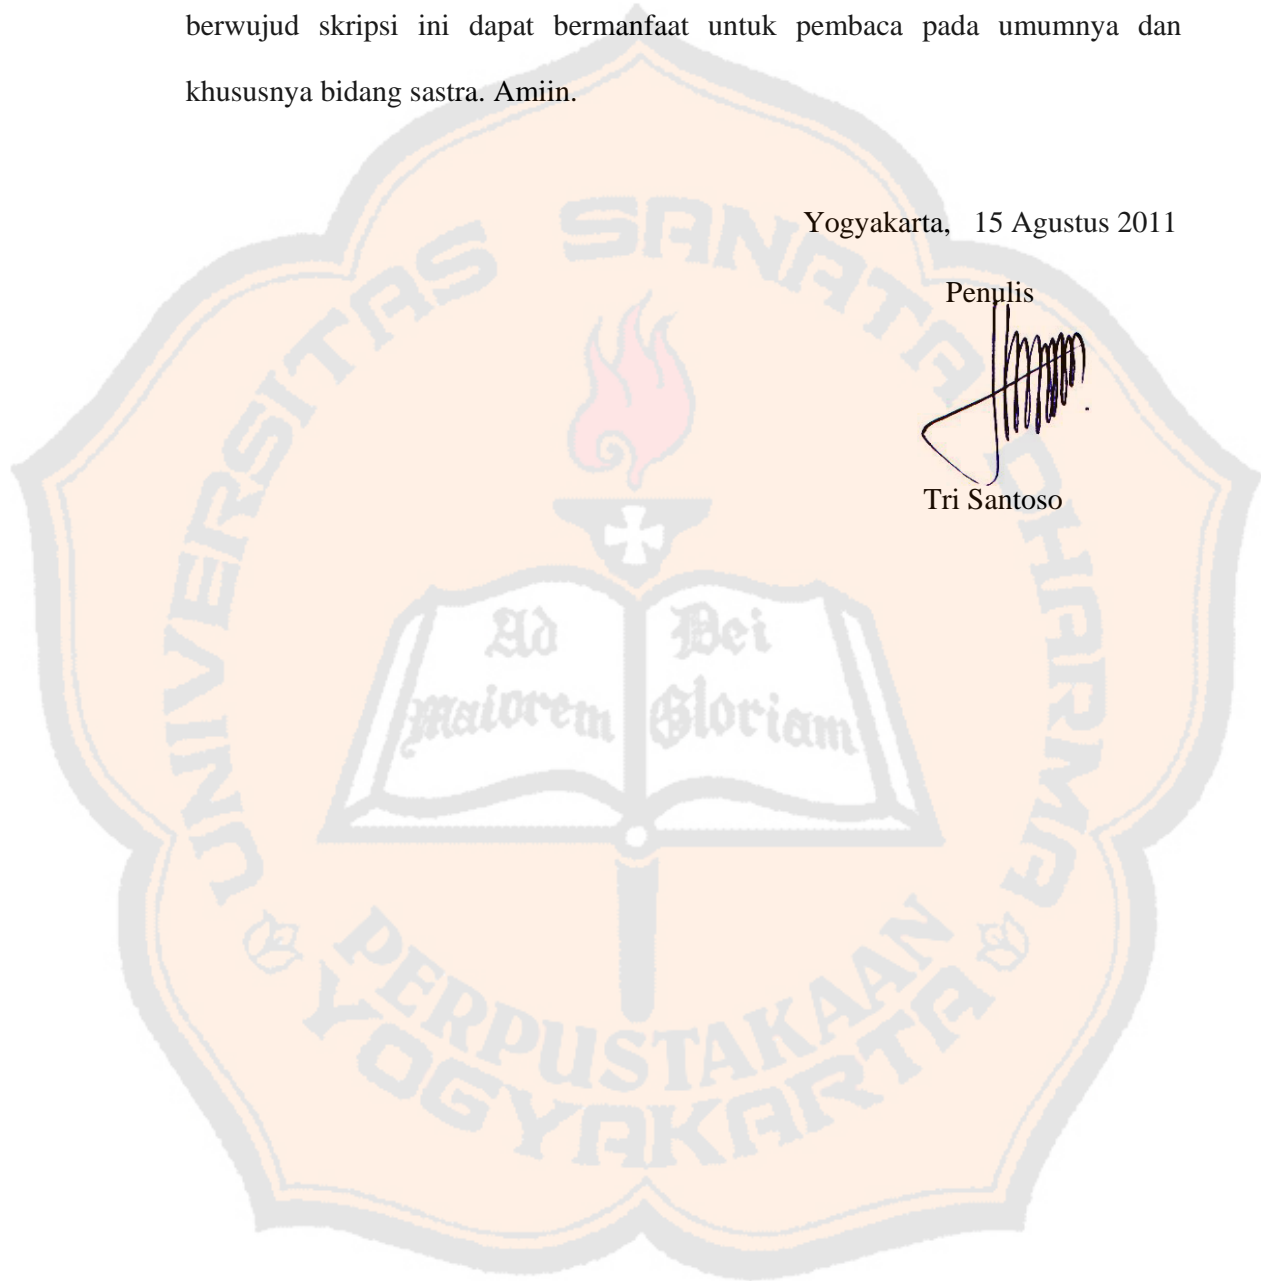 berwujud skripsi ini dapat bermanfaat untuk pembaca pada umumnya dan
khususnya bidang sastra. Amiin.
Yogyakarta, 15 Agustus 2011
Penulis
Tri Santoso
UNIVERSITAS SANATA DHARMA
Ad Dei
maiorem Gloriam
PERPUSTAKAAN
YOGYAKARTA